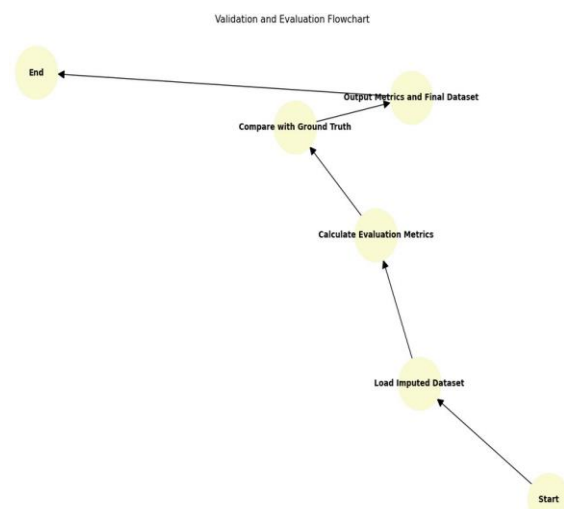 Validation and Evaluation Flowchart
End
Output Metrics and Final Dataset
Compare with Ground Truth
Calculate Evaluation Metrics
Load Imputed Dataset
Start